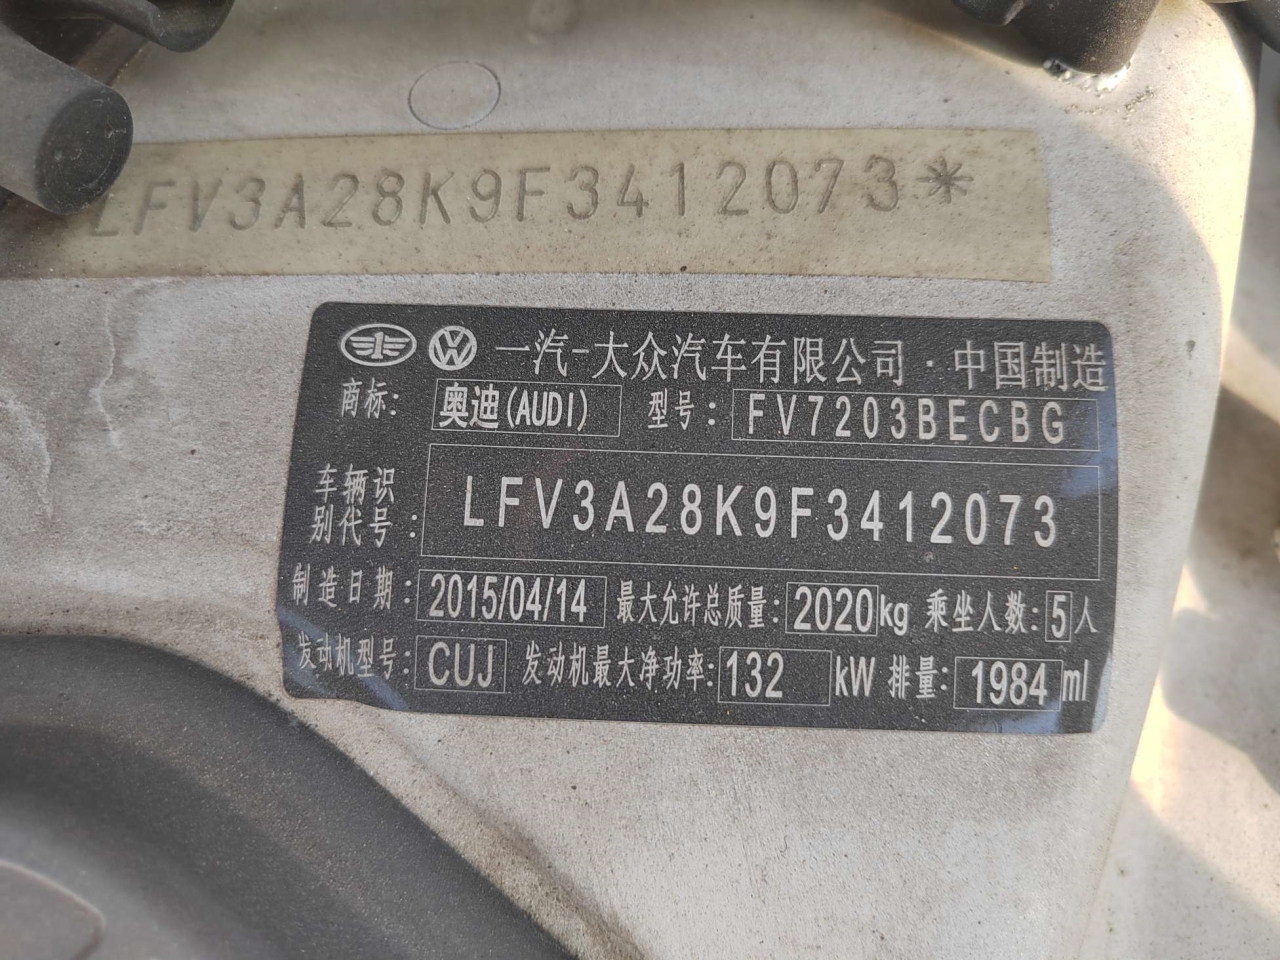 LFV3A28K9F3412073*
一汽-大众汽车有限公司·中国制造
商标: 奥迪(AUDI) 型号: FV7203BECBG
车辆识
别代号: LFV3A28K9F3412073
制造日期: 2015/04/14 最大允许总质量: 2020kg 乘坐人数: 5人
发动机型号: CUJ 发动机最大净功率: 132 kW 排量: 1984 ml